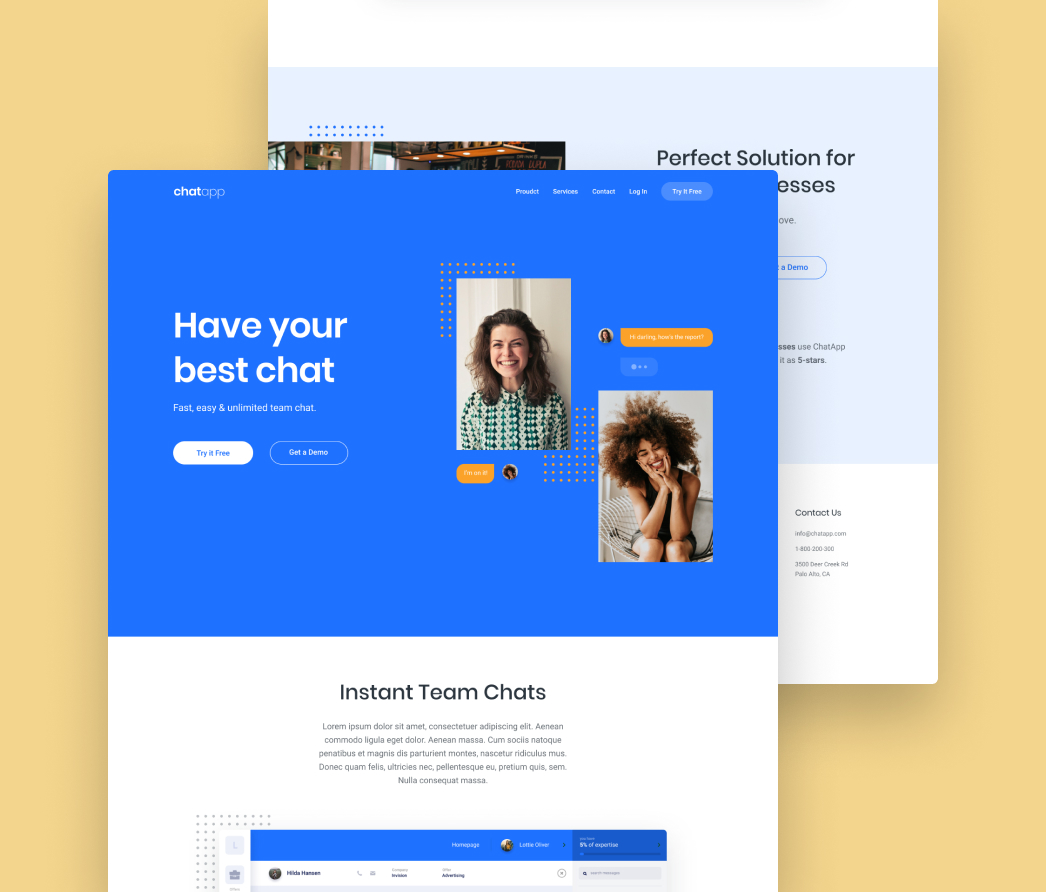 Perfect Solution for
esses
ove.
a Demo
sses use ChatApp
it as 5-stars.
Contact Us
info@chatapp.com
1-800-200-300
3500 Deer Creek Rd
Palo Alto, CA
chatapp
Proudct Services Contact Log In Try It Free
Have your
best chat
Fast, easy & unlimited team chat.
Try it Free Get a Demo
Hi darling, how's the report?
I'm on it!
Instant Team Chats
Lorem ipsum dolor sit amet, consectetuer adipiscing elit. Aenean
commodo ligula eget dolor. Aenean massa. Cum sociis natoque
penatibus et magnis dis parturient montes, nascetur ridiculus mus.
Donec quam felis, ultricies nec, pellentesque eu, pretium quis, sem.
Nulla consequat massa.
Homepage Lottie Oliver 5% of expertise
Hilda Hansen Invision Advertising